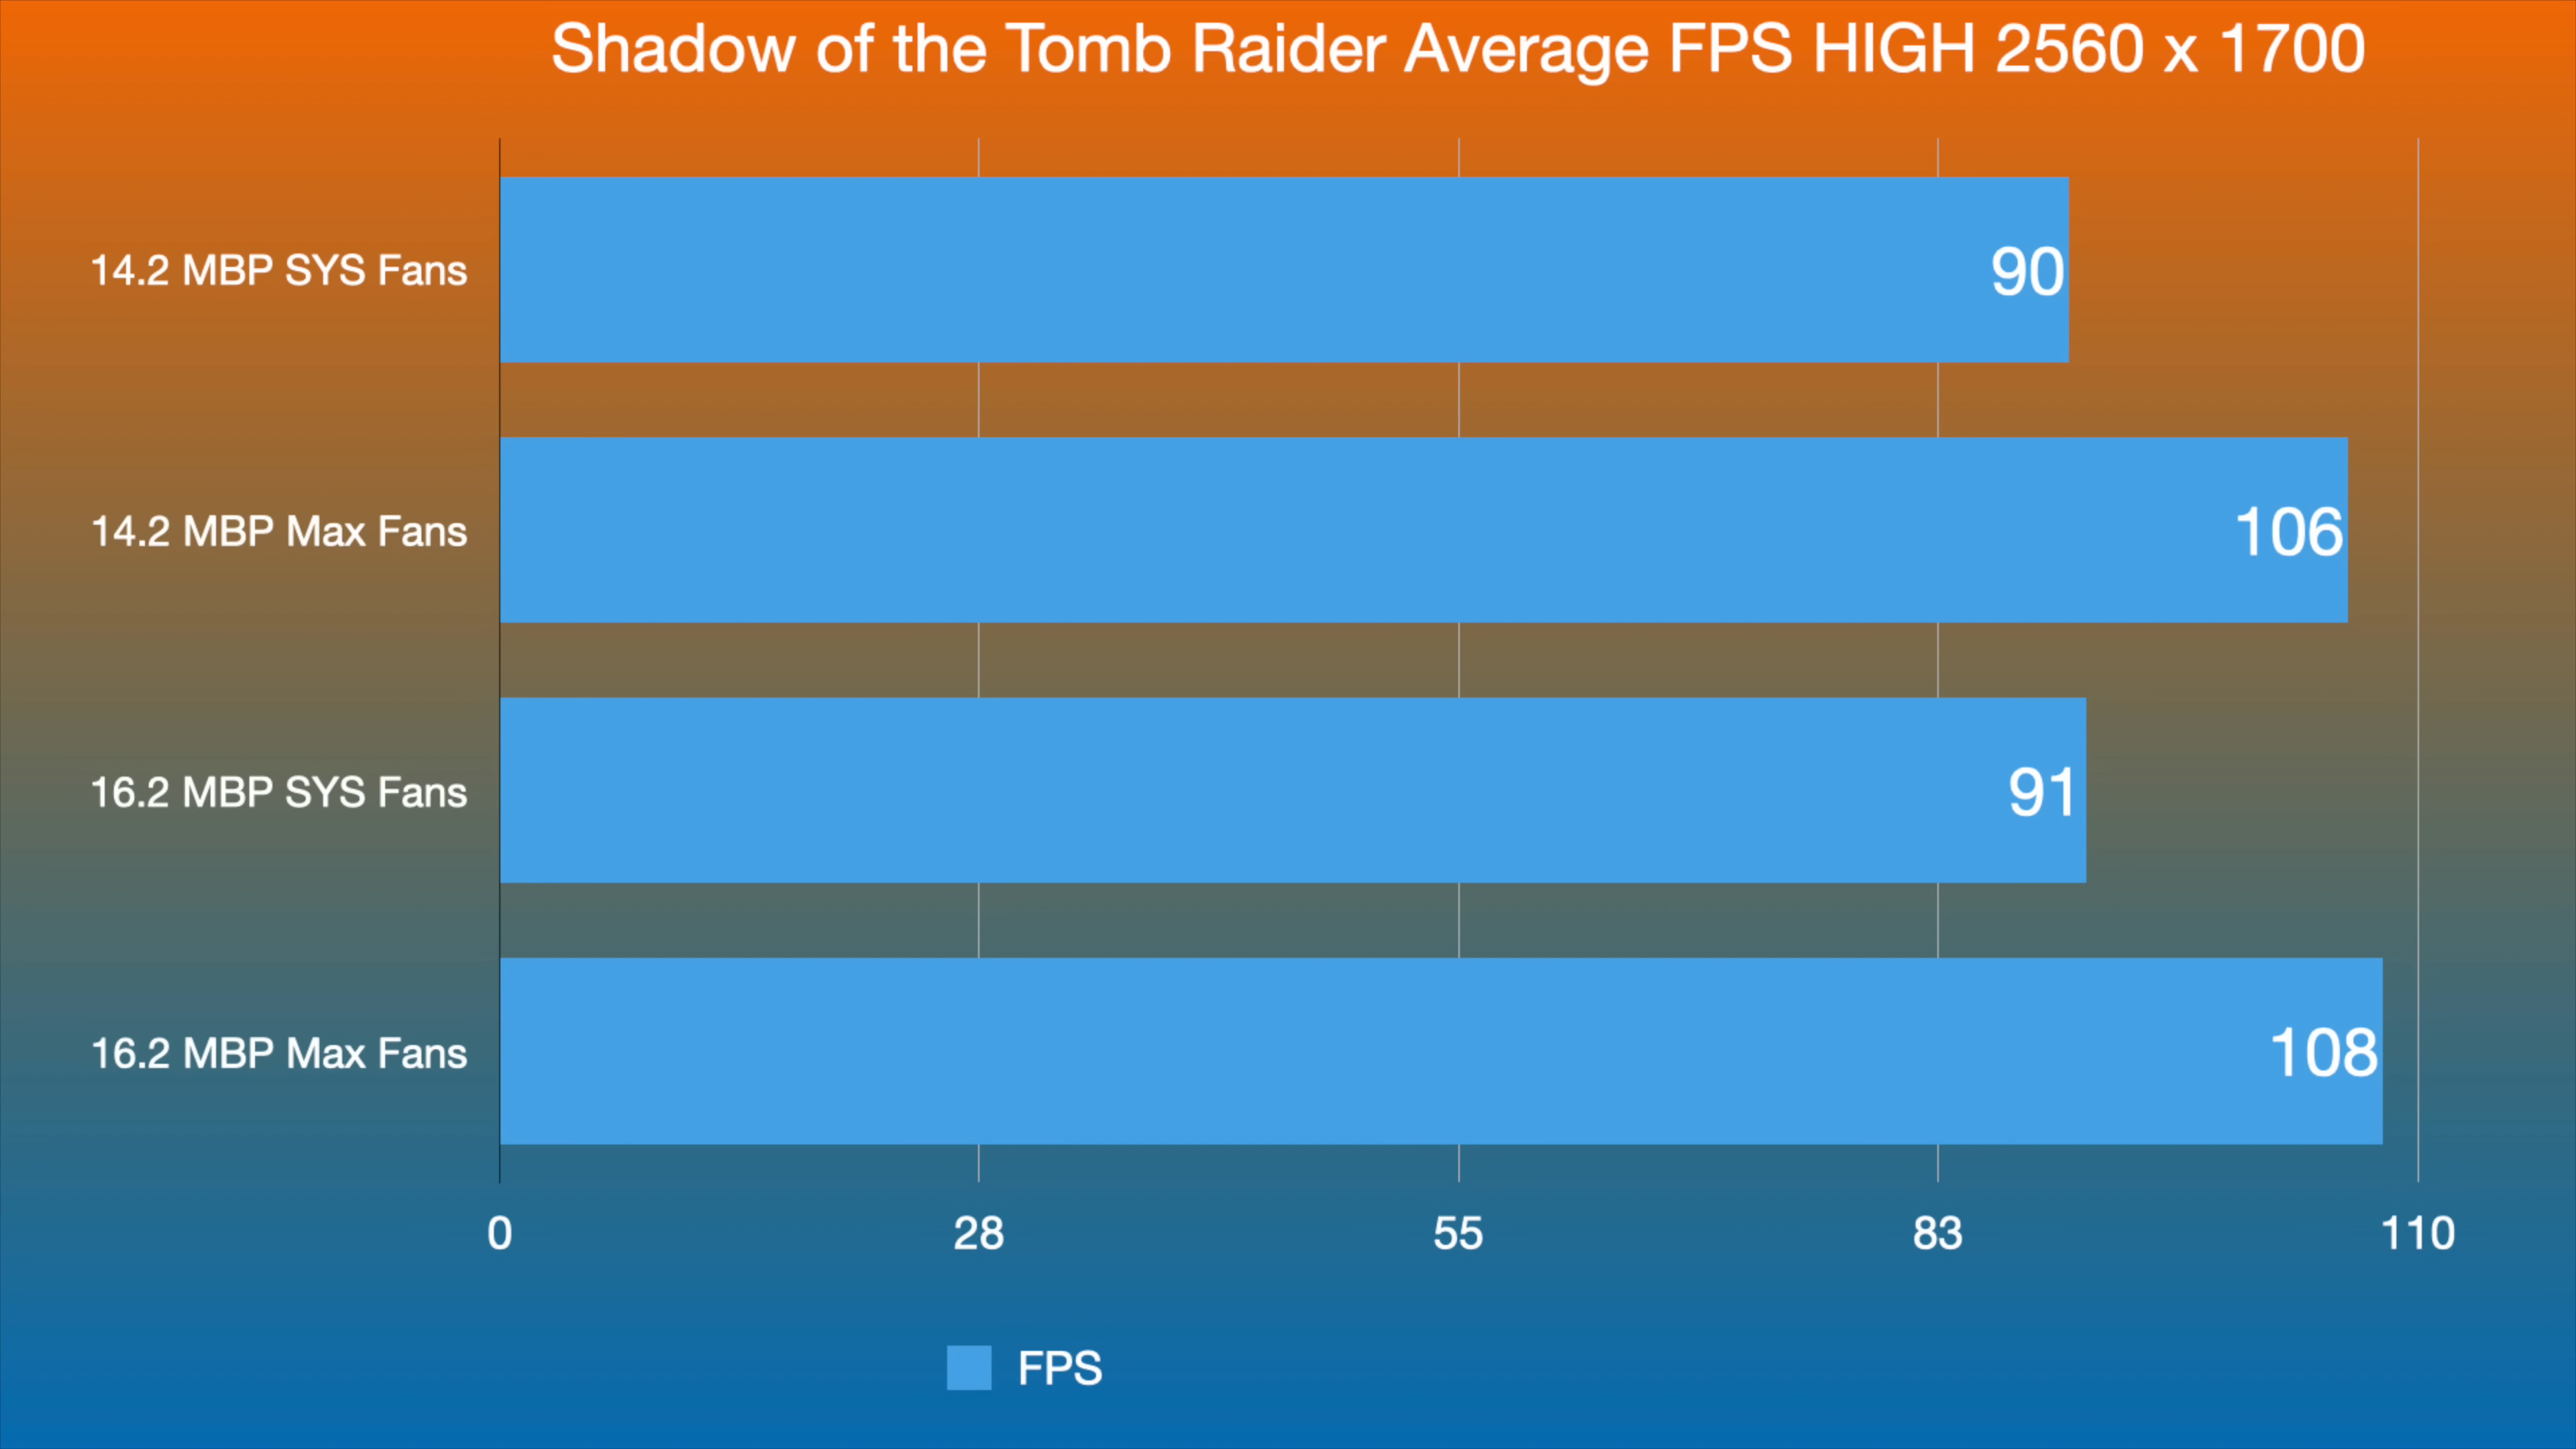 Shadow of the Tomb Raider Average FPS HIGH 2560 x 1700
14.2 MBP SYS Fans
90
14.2 MBP Max Fans
106
16.2 MBP SYS Fans
91
16.2 MBP Max Fans
108
0 28 55 83 110
FPS